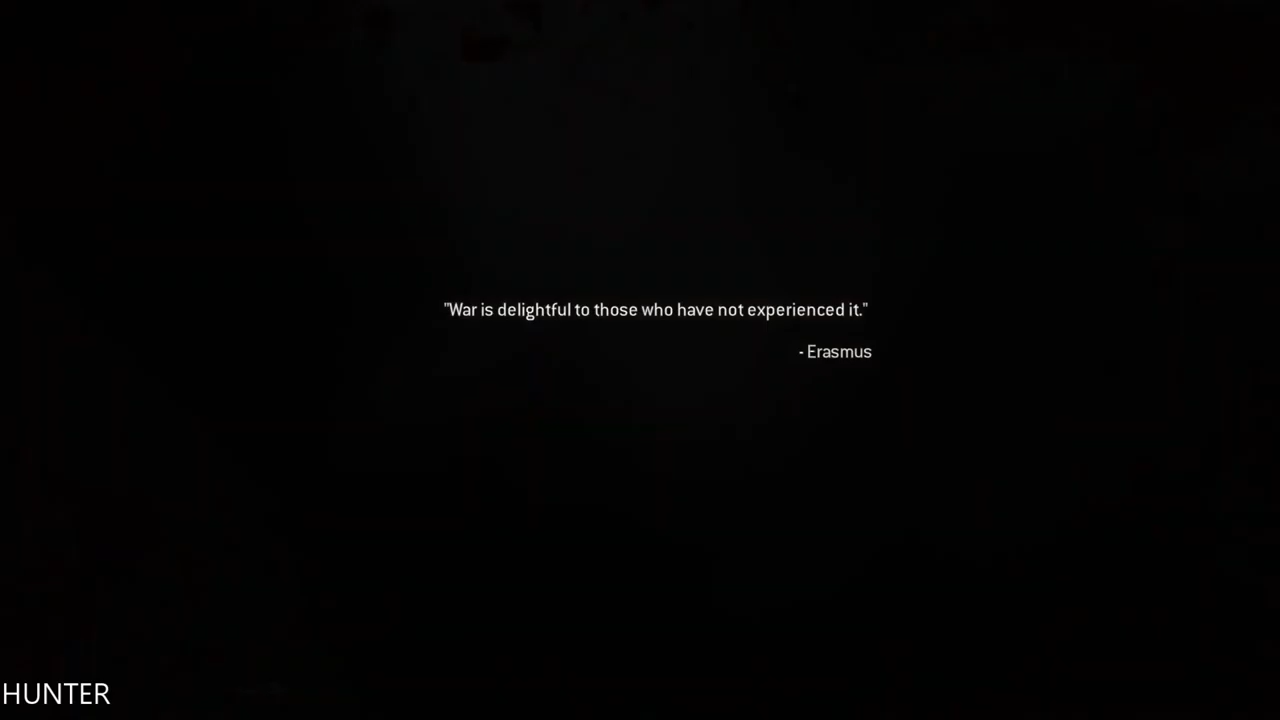 "War is delightful to those who have not experienced it."
- Erasmus
HUNTER